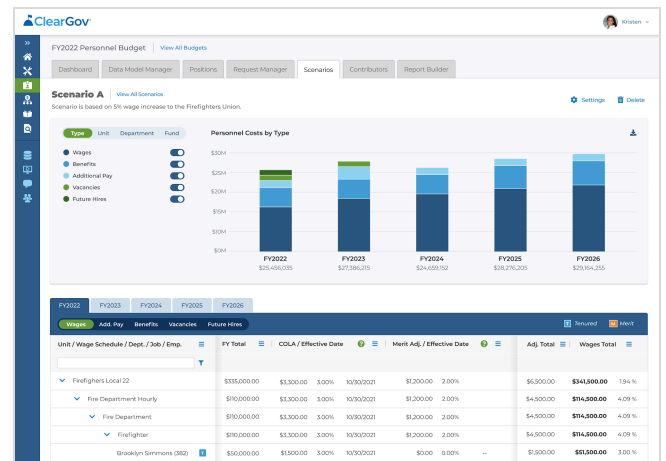 ClearGov
Kristen
FY2022 Personnel Budget View All Budgets
Dashboard Data Model Manager Positions Request Manager Scenarios Contributors Report Builder
Scenario A View All Scenarios
Scenario is based on 5% wage increase to the Firefighters Union.
Settings Delete
Type Unit Department Fund
Wages
Benefits
Additional Pay
Vacancies
Future Hires
Personnel Costs by Type
$30M
$25M
$20M
$15M
$10M
$0M
FY2022 FY2023 FY2024 FY2025 FY2026
$25,456,035 $27,386,215 $24,659,152 $28,276,205 $29,164,255
FY2022 FY2023 FY2024 FY2025 FY2026
Wages Add. Pay Benefits Vacancies Future Hires T Tenured M Merit
Unit / Wage Schedule / Dept. / Job / Emp. FY Total COLA / Effective Date ? Merit Adj. / Effective Date ? Adj. Total Wages Total
Firefighers Local 22 $335,000.00 $3,300.00 3.00% 10/30/2021 $1,200.00 2.00% $6,500.00 $341,500.00 1.94 %
Fire Department Hourly $110,000.00 $3,300.00 3.00% 10/30/2021 $1,200.00 2.00% $4,500.00 $114,500.00 4.09 %
Fire Department $110,000.00 $3,300.00 3.00% 10/30/2021 $1,200.00 2.00% $4,500.00 $114,500.00 4.09 %
Firefighter $110,000.00 $3,300.00 3.00% 10/30/2021 $1,200.00 2.00% $4,500.00 $114,500.00 4.09 %
Brooklyn Simmons (382) T $50,000.00 $1,500.00 3.00% 10/30/2021 $0.00 0.00% -- $1,500.00 $51,500.00 3.00 %